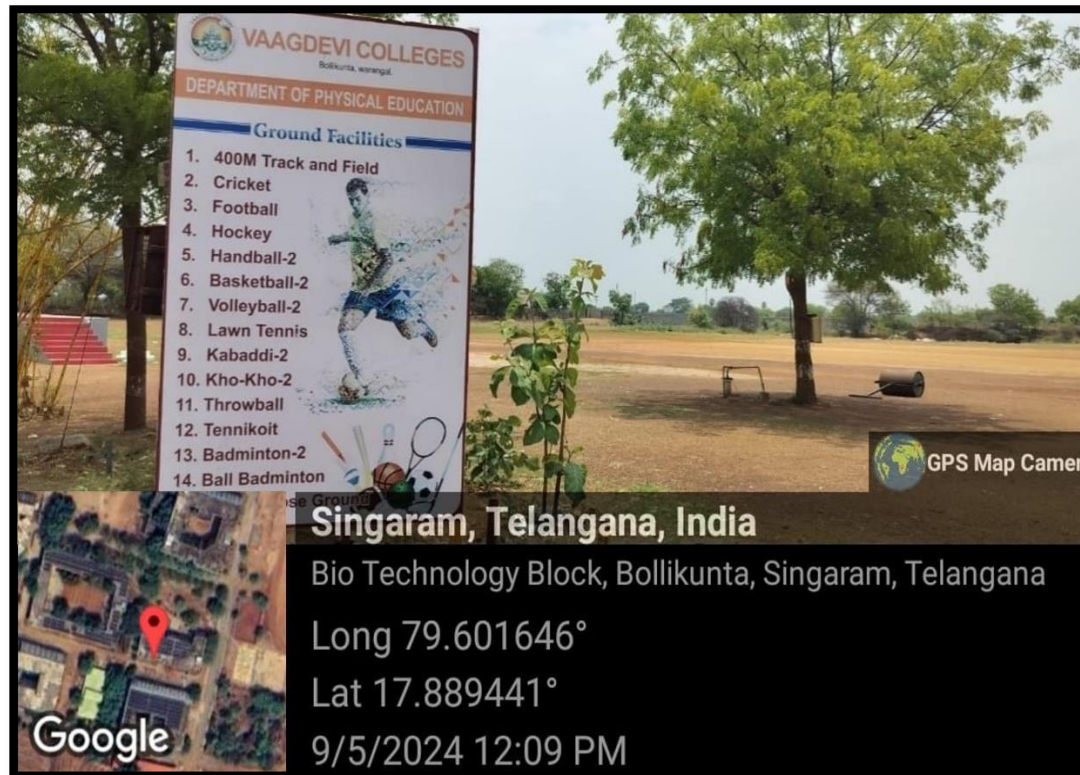 VAAGDEVI COLLEGES
Bollikunta, warangal.
DEPARTMENT OF PHYSICAL EDUCATION
Ground Facilities
1. 400M Track and Field
2. Cricket
3. Football
4. Hockey
5. Handball-2
6. Basketball-2
7. Volleyball-2
8. Lawn Tennis
9. Kabaddi-2
10. Kho-Kho-2
11. Throwball
12. Tennikoit
13. Badminton-2
14. Ball Badminton
ose Ground
GPS Map Camer
Singaram, Telangana, India
Bio Technology Block, Bollikunta, Singaram, Telangana
Long 79.601646°
Lat 17.889441°
9/5/2024 12:09 PM
Google